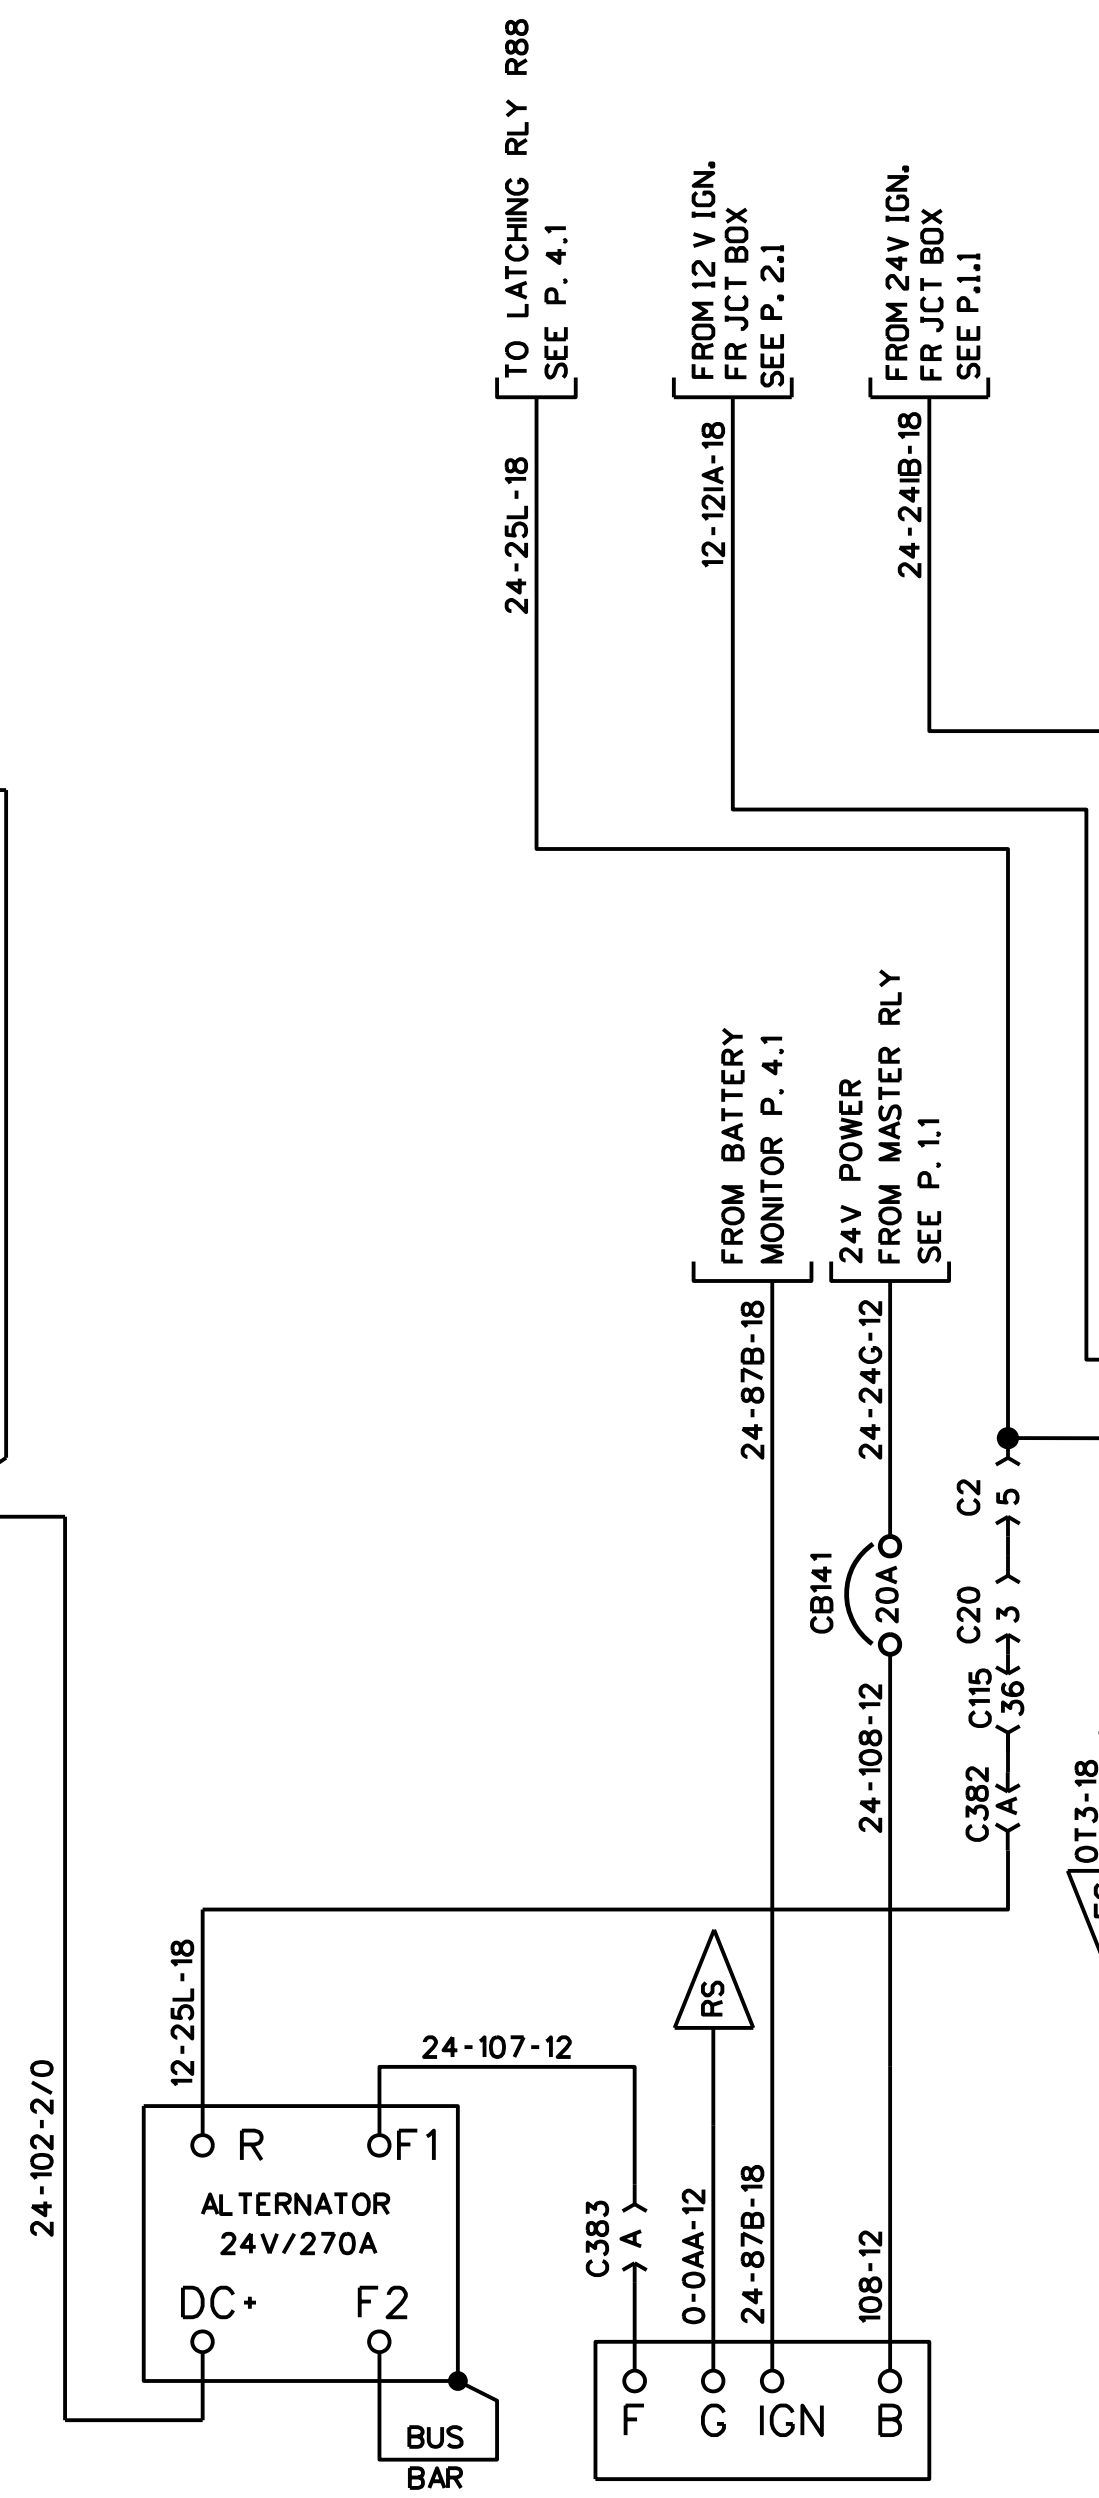 TO LATCHING RLY R88
SEE P. 4.1
FROM 12 V IGN.
FR JCT BOX
SEE P. 2.1
FROM 24V IGN.
FR JCT BOX
SEE P.1.1
24-25L-18
12-121A-18
24-241B-18
FROM BATTERY
MONITOR P. 4.1
24V POWER
FROM MASTER RLY
SEE P. 1.1
24-87B-18
24-24G-12
C2
5
CB141
20A
C20
3
C115
36
24-108-12
C382
A
0T3-18
12-25L-18
RS
24-107-12
24-102-2/0
R
F1
ALTERNATOR
24V/270A
DC+
F2
C383
A
0-0AA-12
24-87B-18
108-12
F
G
IGN
B
BUS
BAR